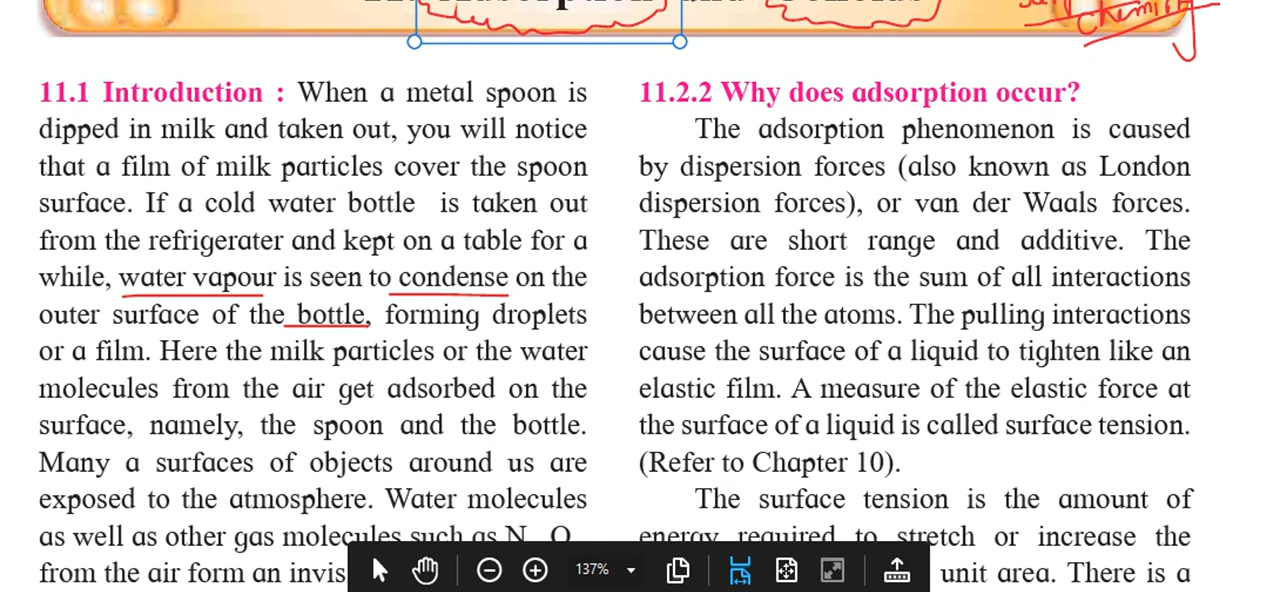 Chemistry
11.1 Introduction : When a metal spoon is
dipped in milk and taken out, you will notice
that a film of milk particles cover the spoon
surface. If a cold water bottle is taken out
from the refrigerater and kept on a table for a
while, water vapour is seen to condense on the
outer surface of the bottle, forming droplets
or a film. Here the milk particles or the water
molecules from the air get adsorbed on the
surface, namely, the spoon and the bottle.
Many a surfaces of objects around us are
exposed to the atmosphere. Water molecules
as well as other gas molecules such as N O
from the air form an
11.2.2 Why does adsorption occur?
The adsorption phenomenon is caused
by dispersion forces (also known as London
dispersion forces), or van der Waals forces.
These are short range and additive. The
adsorption force is the sum of all interactions
between all the atoms. The pulling interactions
cause the surface of a liquid to tighten like an
elastic film. A measure of the elastic force at
the surface of a liquid is called surface tension.
(Refer to Chapter 10).
The surface tension is the amount of
energy required to stretch or increase the
unit area. There is a
137%